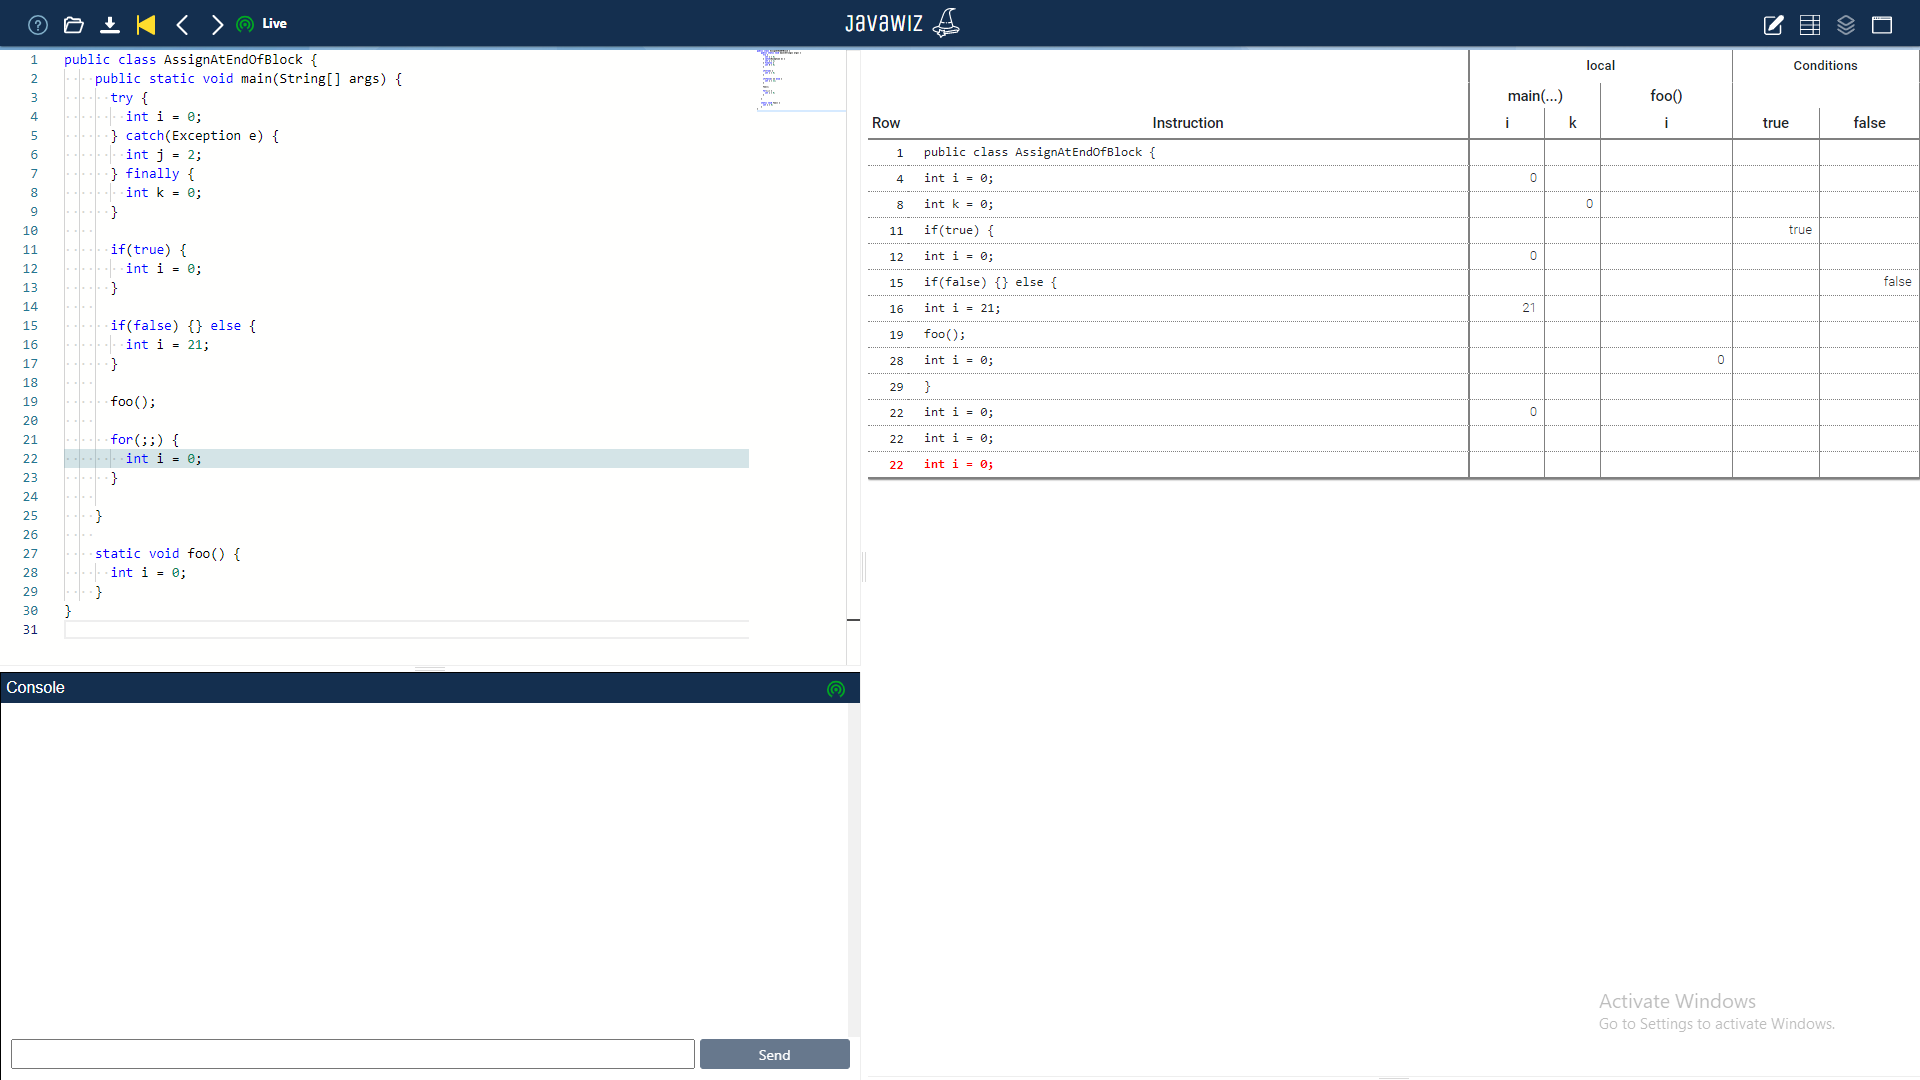 Live
JavaWIZ
1 public class AssignAtEndOfBlock {
2 public static void main(String[] args) {
3 try {
4 int i = 0;
5 } catch(Exception e) {
6 int j = 2;
7 } finally {
8 int k = 0;
9 }
10
11 if(true) {
12 int i = 0;
13 }
14
15 if(false) {} else {
16 int i = 21;
17 }
18
19 foo();
20
21 for(;;) {
22 int i = 0;
23 }
24
25 }
26
27 static void foo() {
28 int i = 0;
29 }
30 }
31
Console
Send
local Conditions
main(...) foo()
Row Instruction i k i true false
1 public class AssignAtEndOfBlock {
4 int i = 0; 0
8 int k = 0; 0
11 if(true) { true
12 int i = 0; 0
15 if(false) {} else { false
16 int i = 21; 21
19 foo();
28 int i = 0; 0
29 }
22 int i = 0; 0
22 int i = 0;
22 int i = 0;
Activate Windows
Go to Settings to activate Windows.